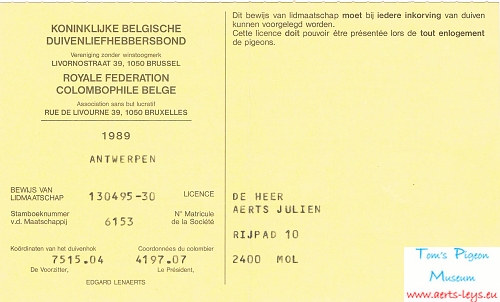 KONINKLIJKE BELGISCHE
DUIVENLIEFHEBBERSBOND
Vereniging zonder winstoogmerk
LIVORNOSTRAAT 39, 1050 BRUSSEL
ROYALE FEDERATION
COLOMBOPHILE BELGE
Association sans but lucratif
RUE DE LIVOURNE 39, 1050 BRUXELLES
1989
ANTWERPEN
BEWIJS VAN
LIDMAATSCHAP 130495-30 LICENCE
Stamboeknummer N° Matricule
v.d. Maatschappij 6153 de la Société
Koördinaten van het duivenhok Coordonnées du colombier
7515.04 4197.07
De Voorzitter, Le Président,
EDGARD LENAERTS
Dit bewijs van lidmaatschap moet bij iedere inkorving van duiven
kunnen voorgelegd worden.
Cette licence doit pouvoir être présentée lors de tout enlogement
de pigeons.
DE HEER
AERTS JULIEN
RIJPAD 10
2400 MOL
Tom's Pigeon
Museum
www.aerts-leys.eu